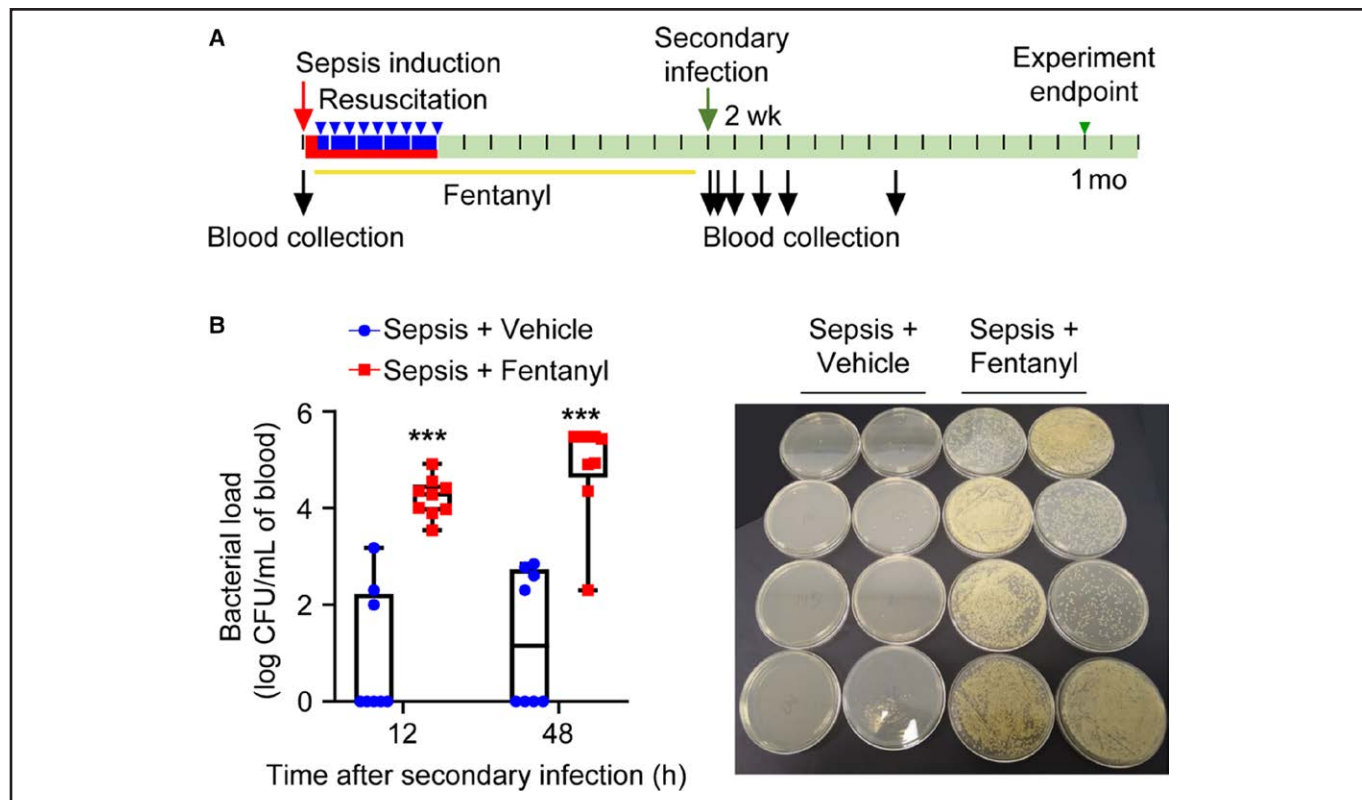 A
Sepsis induction
Resuscitation
Secondary
infection
2 wk
Experiment
endpoint
1 mo
Fentanyl
Blood collection
Blood collection
B
Sepsis + Vehicle
Sepsis + Fentanyl
Bacterial load
(log CFU/mL of blood)
6
4
2
0
***
***
12
48
Time after secondary infection (h)
Sepsis +
Vehicle
Sepsis +
Fentanyl